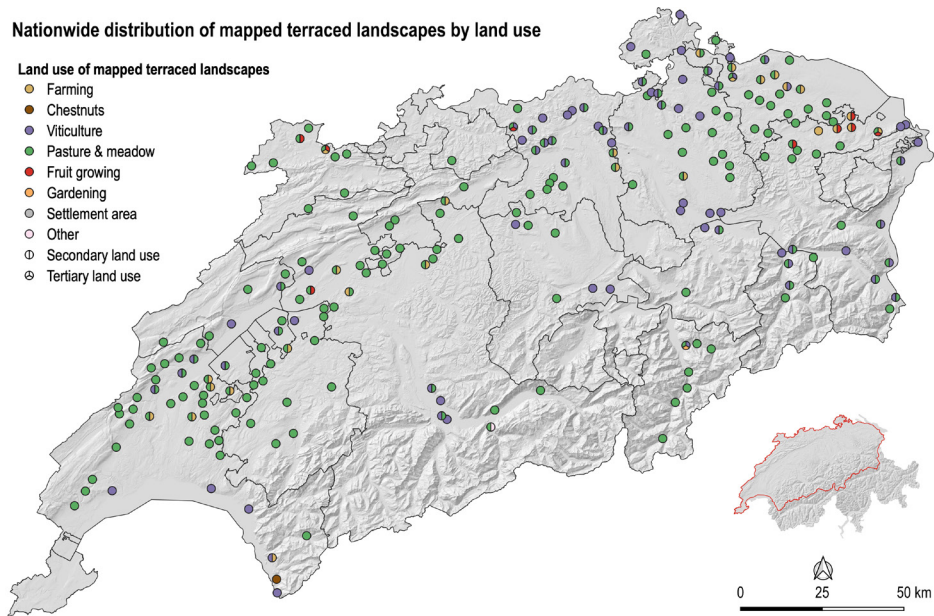 Nationwide distribution of mapped terraced landscapes by land use
Land use of mapped terraced landscapes
Farming
Chestnuts
Viticulture
Pasture & meadow
Fruit growing
Gardening
Settlement area
Other
Secondary land use
Tertiary land use
0 25 50 km